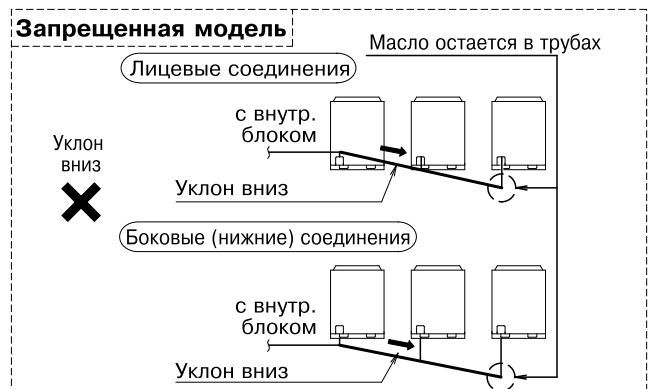 Запрещенная модель
Масло остается в трубах
Лицевые соединения
с внутр.
блоком
Уклон
вниз
Уклон вниз
Боковые (нижние) соединения
с внутр.
блоком
Уклон вниз